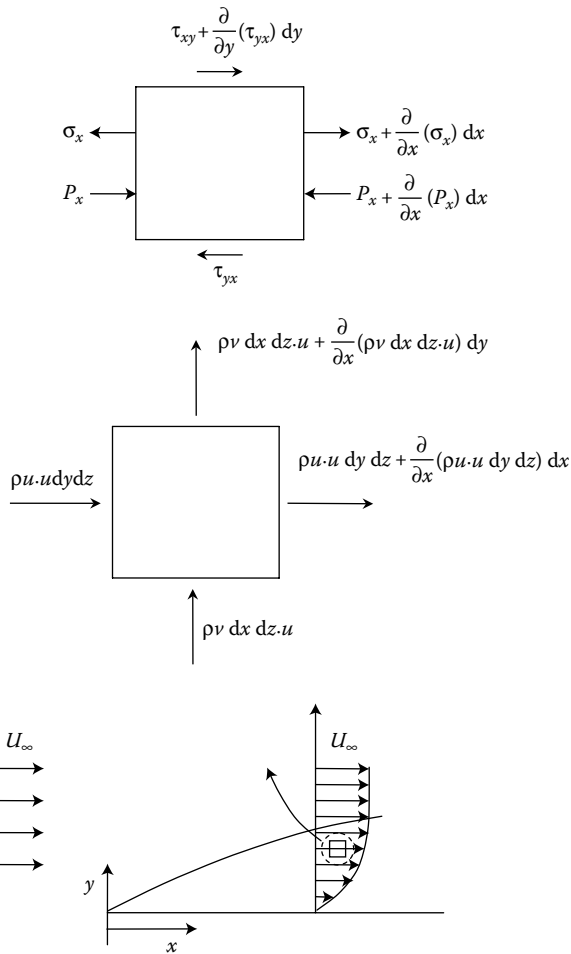 τxy + ∂/∂y (τyx) dy
σx
σx + ∂/∂x (σx) dx
Px
Px + ∂/∂x (Px) dx
τyx
ρv dx dz·u + ∂/∂x (ρv dx dz·u) dy
ρu·udydz
ρu·u dy dz + ∂/∂x (ρu·u dy dz) dx
ρv dx dz·u
U∞
U∞
y
x